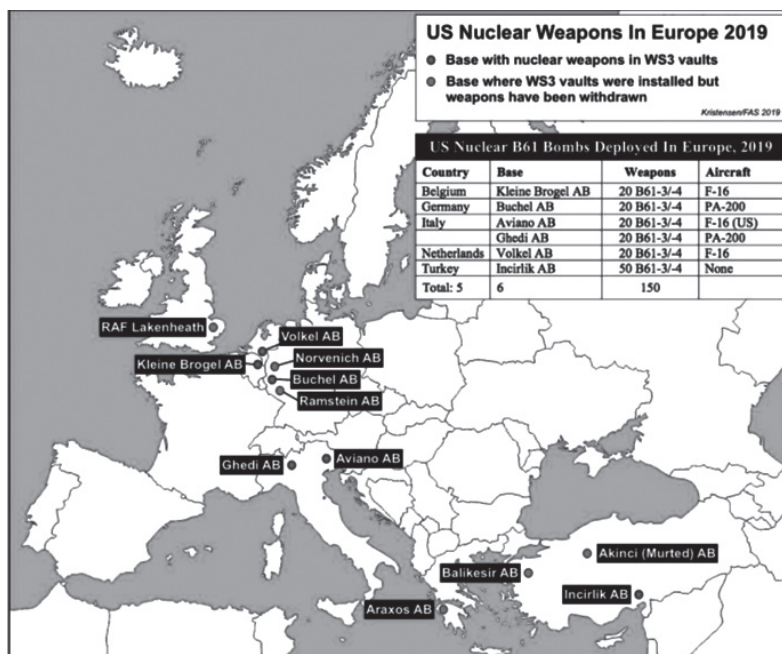 US Nuclear Weapons In Europe 2019
Base with nuclear weapons in WS3 vaults
Base where WS3 vaults were installed but
weapons have been withdrawn
Kristensen/FAS 2019
US Nuclear B61 Bombs Deployed In Europe, 2019
Country Base Weapons Aircraft
Belgium Kleine Brogel AB 20 B61-3/-4 F-16
Germany Buchel AB 20 B61-3/-4 PA-200
Italy Aviano AB 20 B61-3/-4 F-16 (US)
Ghedi AB 20 B61-3/-4 PA-200
Netherlands Volkel AB 20 B61-3/-4 F-16
Turkey Incirlik AB 50 B61-3/-4 None
Total: 5 6 150
RAF Lakenheath
Volkel AB
Kleine Brogel AB
Norvenich AB
Buchel AB
Ramstein AB
Ghedi AB
Aviano AB
Akinci (Murted) AB
Balikesir AB
Incirlik AB
Araxos AB